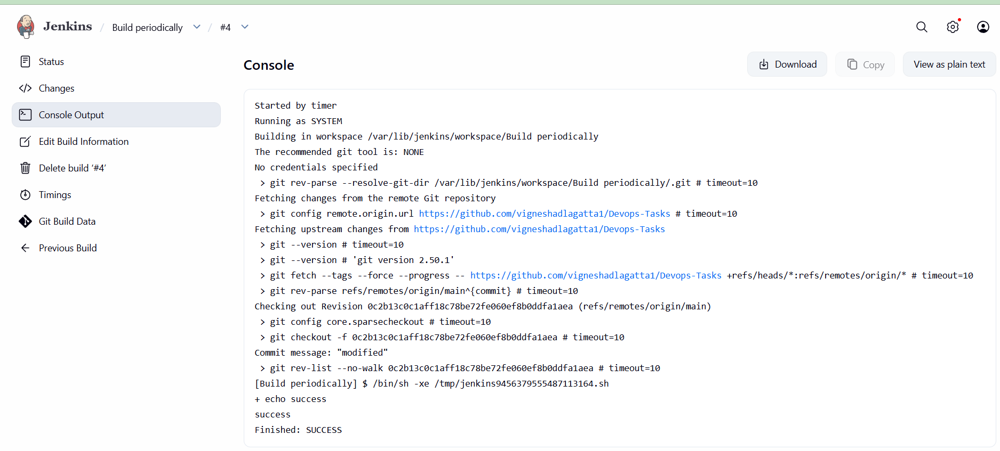 Jenkins / Build periodically / #4
Status
Changes
Console Output
Edit Build Information
Delete build ‘#4’
Timings
Git Build Data
Previous Build
Console
Download
Copy
View as plain text
Started by timer
Running as SYSTEM
Building in workspace /var/lib/jenkins/workspace/Build periodically
The recommended git tool is: NONE
No credentials specified
> git rev-parse --resolve-git-dir /var/lib/jenkins/workspace/Build periodically/.git # timeout=10
Fetching changes from the remote Git repository
> git config remote.origin.url https://github.com/vigneshadlagatta1/Devops-Tasks # timeout=10
Fetching upstream changes from https://github.com/vigneshadlagatta1/Devops-Tasks
> git --version # timeout=10
> git --version # 'git version 2.50.1'
> git fetch --tags --force --progress -- https://github.com/vigneshadlagatta1/Devops-Tasks +refs/heads/*:refs/remotes/origin/* # timeout=10
> git rev-parse refs/remotes/origin/main^{commit} # timeout=10
Checking out Revision 0c2b13c0c1aff18c78be72fe060ef8b0ddfa1aea (refs/remotes/origin/main)
> git config core.sparsecheckout # timeout=10
> git checkout -f 0c2b13c0c1aff18c78be72fe060ef8b0ddfa1aea # timeout=10
Commit message: "modified"
> git rev-list --no-walk 0c2b13c0c1aff18c78be72fe060ef8b0ddfa1aea # timeout=10
[Build periodically] $ /bin/sh -xe /tmp/jenkins9456379555487113164.sh
+ echo success
success
Finished: SUCCESS